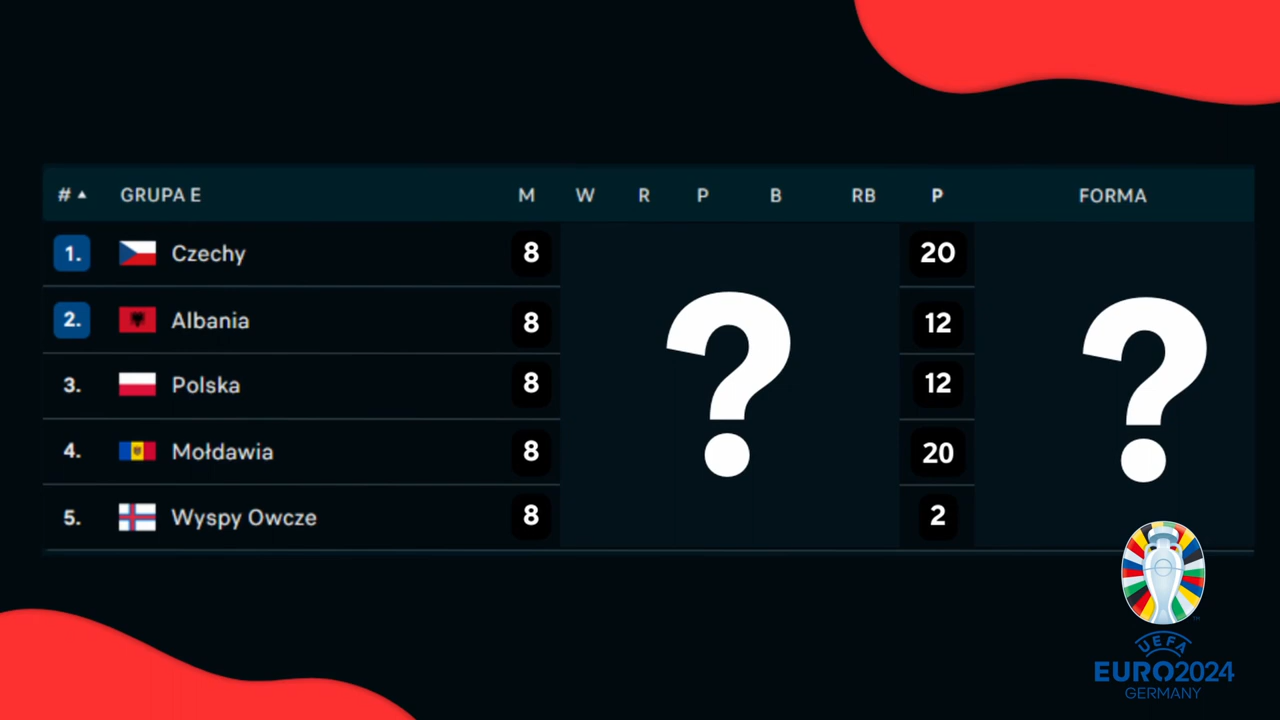 # GRUPA E M W R P B RB P FORMA
1. Czechy 8 20
2. Albania 8 12
3. Polska 8 12
4. Mołdawia 8 20
5. Wyspy Owcze 8 2
? ?
UEFA
EURO2024
GERMANY